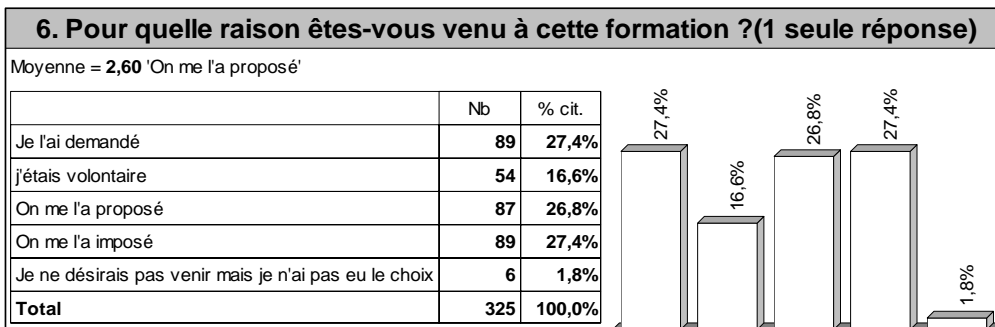 6. Pour quelle raison êtes-vous venu à cette formation ?(1 seule réponse)
Moyenne = 2,60 'On me l'a proposé'
Nb % cit.
Je l'ai demandé 89 27,4%
j'étais volontaire 54 16,6%
On me l'a proposé 87 26,8%
On me l'a imposé 89 27,4%
Je ne désirais pas venir mais je n'ai pas eu le choix 6 1,8%
Total 325 100,0%
27,4%
16,6%
26,8%
27,4%
1,8%